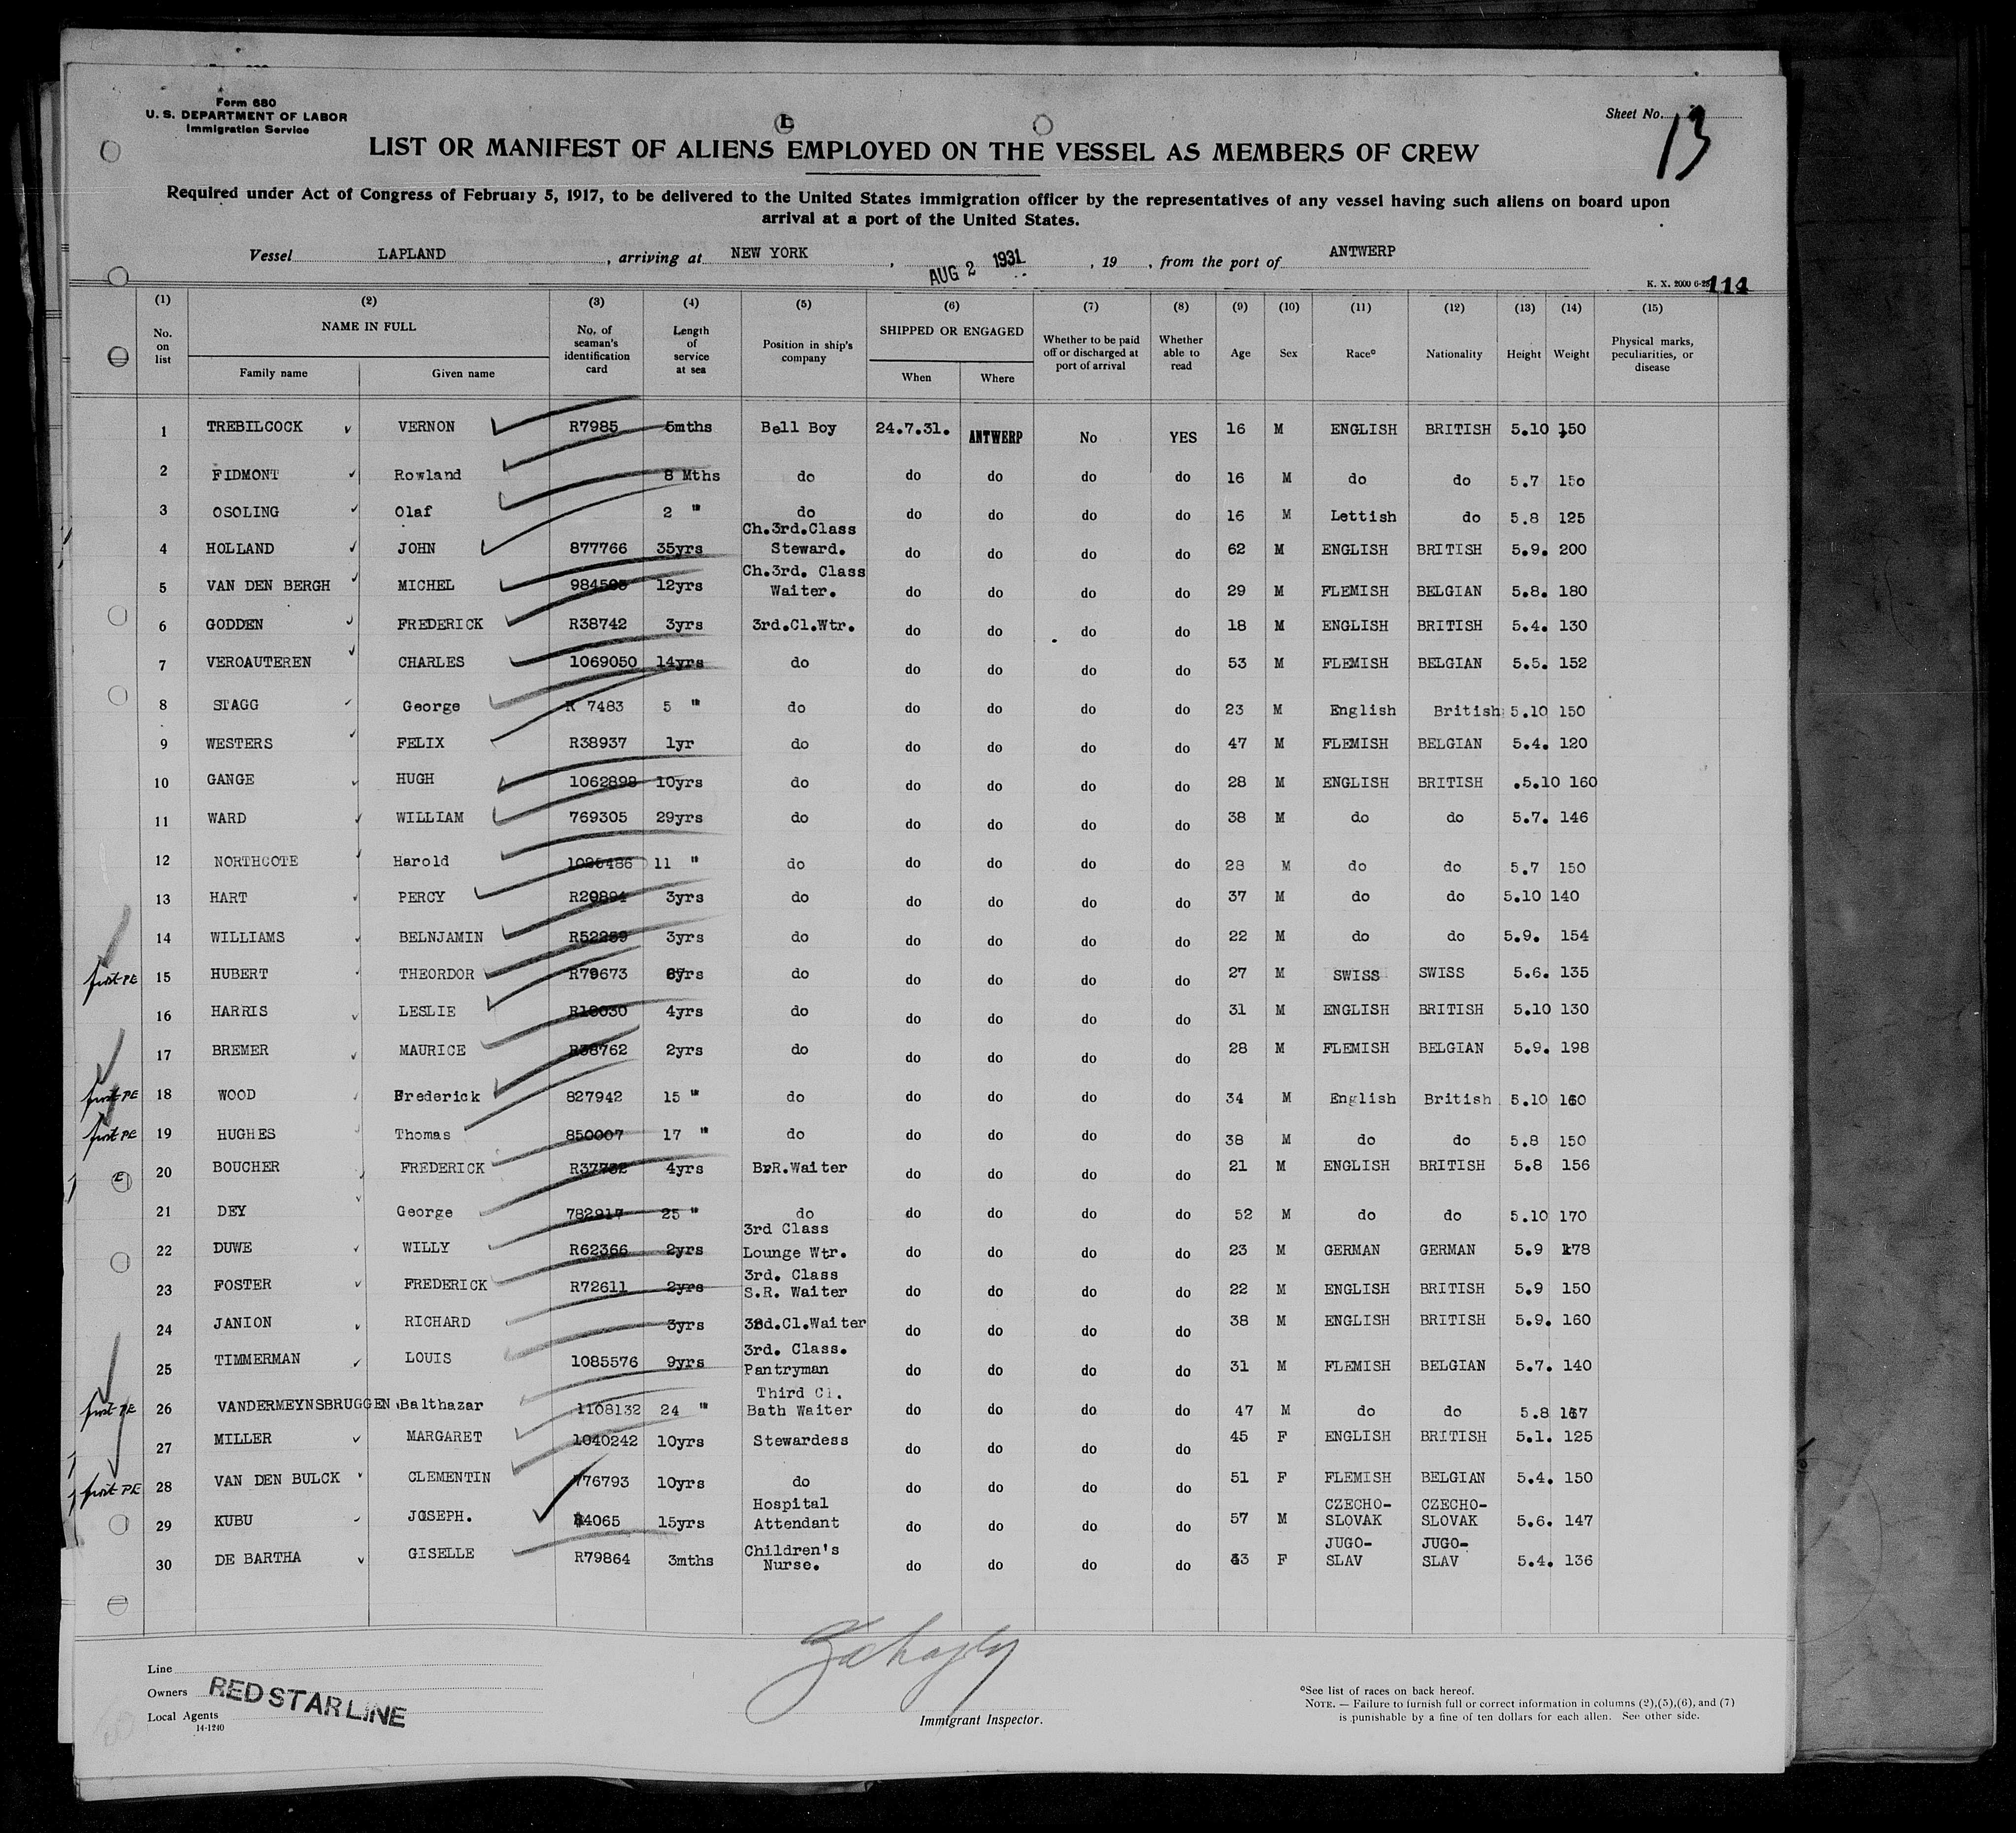 Form 680
U. S. DEPARTMENT OF LABOR
Immigration Service
Sheet No. 13
LIST OR MANIFEST OF ALIENS EMPLOYED ON THE VESSEL AS MEMBERS OF CREW
Required under Act of Congress of February 5, 1917, to be delivered to the United States immigration officer by the representatives of any vessel having such aliens on board upon
arrival at a port of the United States.
Vessel LAPLAND , arriving at NEW YORK , AUG 2 1931 , 19 , from the port of ANTWERP
K. X. 2000 6-28 114
(1) (2) (3) (4) (5) (6) (7) (8) (9) (10) (11) (12) (13) (14) (15)
No. on list NAME IN FULL Family name Given name No. of seaman's identification card Length of service at sea Position in ship's company SHIPPED OR ENGAGED When Where Whether to be paid off or discharged at port of arrival Whether able to read Age Sex Race° Nationality Height Weight Physical marks, peculiarities, or disease
1 TREBILCOCK VERNON R7985 5mths Bell Boy 24.7.31. ANTWERP No YES 16 M ENGLISH BRITISH 5.10 150
2 FIDMONT Rowland 8 Mths do do do do do 16 M do do 5.7 150
3 OSOLING Olaf 2 " do do do do do 16 M Lettish do 5.8 125
4 HOLLAND JOHN 877766 35yrs Ch.3rd.Class Steward. do do do do 62 M ENGLISH BRITISH 5.9. 200
5 VAN DEN BERGH MICHEL 12yrs Ch.3rd. Class Waiter. do do do do 29 M FLEMISH BELGIAN 5.8. 180
6 GODDEN FREDERICK R38742 3yrs 3rd.Cl.Wtr. do do do do 18 M ENGLISH BRITISH 5.4. 130
7 VEROAUTEREN CHARLES 1069050 14yrs do do do do do 53 M FLEMISH BELGIAN 5.5. 152
8 STAGG George R 7483 5 " do do do do do 23 M English British 5.10 150
9 WESTERS FELIX R38937 1yr do do do do do 47 M FLEMISH BELGIAN 5.4. 120
10 GANGE HUGH 1062898 10yrs do do do do do 28 M ENGLISH BRITISH .5.10 160
11 WARD WILLIAM 769305 29yrs do do do do do 38 M do do 5.7. 146
12 NORTHCOTE Harold 11 " do do do do do 28 M do do 5.7 150
13 HART PERCY R20894 3yrs do do do do do 37 M do do 5.10 140
14 WILLIAMS BELNJAMIN R52259 3yrs do do do do do 22 M do do 5.9. 154
first PE 15 HUBERT THEORDOR R79673 yrs do do do do do 27 M SWISS SWISS 5.6. 135
16 HARRIS LESLIE 4yrs do do do do do 31 M ENGLISH BRITISH 5.10 130
17 BREMER MAURICE R38762 2yrs do do do do do 28 M FLEMISH BELGIAN 5.9. 198
first PE 18 WOOD Frederick 827942 15 " do do do do do 34 M English British 5.10 160
first PE 19 HUGHES Thomas 850007 17 " do do do do do 38 M do do 5.8 150
E 20 BOUCHER FREDERICK R37732 4yrs B.R.Waiter do do do do 21 M ENGLISH BRITISH 5.8 156
21 DEY George 782917 25 " do do do do do 52 M do do 5.10 170
22 DUWE WILLY R62366 2yrs 3rd Class Lounge Wtr. do do do do 23 M GERMAN GERMAN 5.9 178
23 FOSTER FREDERICK R72611 2yrs 3rd. Class S.R. Waiter do do do do 22 M ENGLISH BRITISH 5.9 150
24 JANION RICHARD 3yrs 3rd.Cl.Waiter do do do do 38 M ENGLISH BRITISH 5.9. 160
25 TIMMERMAN LOUIS 1085576 9yrs 3rd. Class. Pantryman do do do do 31 M FLEMISH BELGIAN 5.7. 140
first PE 26 VANDERMEYNSBRUGGEN Balthazar 1108132 24 " Third Cl. Bath Waiter do do do do 47 M do do 5.8 167
27 MILLER MARGARET 1040242 10yrs Stewardess do do do do 45 F ENGLISH BRITISH 5.1. 125
first PE 28 VAN DEN BULCK CLEMENTIN 776793 10yrs do do do do do 51 F FLEMISH BELGIAN 5.4. 150
29 KUBU JOSEPH. 4065 15yrs Hospital Attendant do do do do 57 M CZECHO-SLOVAK CZECHO-SLOVAK 5.6. 147
30 DE BARTHA GISELLE R79864 3mths Children's Nurse. do do do do 43 F JUGO-SLAV JUGO-SLAV 5.4. 136
Line
Owners RED STAR LINE
Local Agents
14-1240
Immigrant Inspector.
°See list of races on back hereof.
NOTE. — Failure to furnish full or correct information in columns (2),(5),(6), and (7)
is punishable by a fine of ten dollars for each alien. See other side.